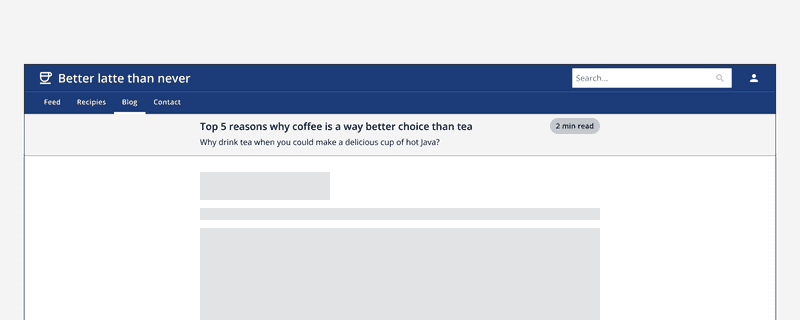 Better latte than never
Search...
Feed
Recipies
Blog
Contact
Top 5 reasons why coffee is a way better choice than tea
2 min read
Why drink tea when you could make a delicious cup of hot Java?